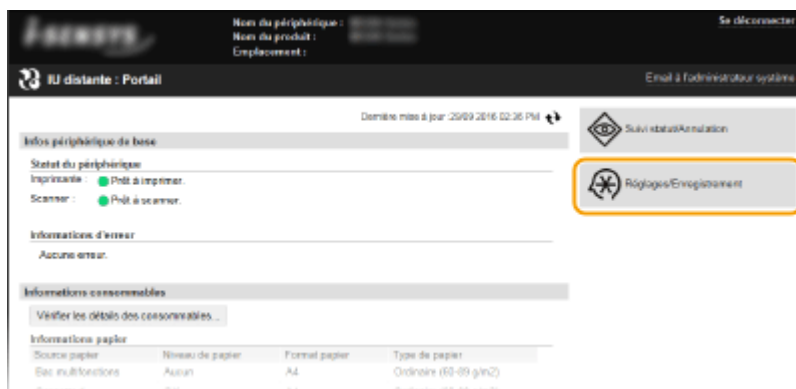 i-SENSYS
Nom du périphérique :
Nom du produit :
Emplacement :
Se déconnecter
IU distante : Portail
Email à l'administrateur système
Dernière mise à jour :29/09 2016 02:36 PM
Infos périphérique de base
Statut du périphérique
Imprimante : Prêt à imprimer.
Scanner : Prêt à scanner.
Informations d'erreur
Aucune erreur.
Informations consommables
Vérifier les détails des consommables...
Informations papier
Source papier Niveau de papier Format papier Type de papier
Bac multifonctions Aucun A4 Ordinaire (60-89 g/m2)
Suivi statut/Annulation
Réglages/Enregistrement